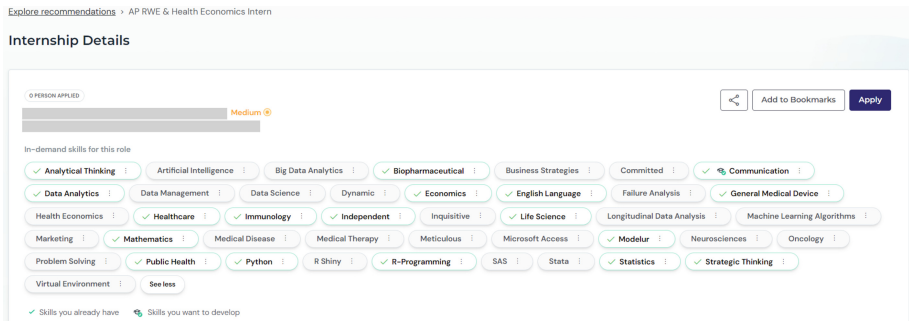 Explore recommendations › AP RWE & Health Economics Intern
Internship Details
0 PERSON APPLIED
Add to Bookmarks Apply
Medium
In-demand skills for this role
Analytical Thinking Artificial Intelligence Big Data Analytics Biopharmaceutical Business Strategies Committed Communication
Data Analytics Data Management Data Science Dynamic Economics English Language Failure Analysis General Medical Device
Health Economics Healthcare Immunology Independent Inquisitive Life Science Longitudinal Data Analysis Machine Learning Algorithms
Marketing Mathematics Medical Disease Medical Therapy Meticulous Microsoft Access Modelur Neurosciences Oncology
Problem Solving Public Health Python R Shiny R-Programming SAS Stata Statistics Strategic Thinking
Virtual Environment See less
Skills you already have Skills you want to develop